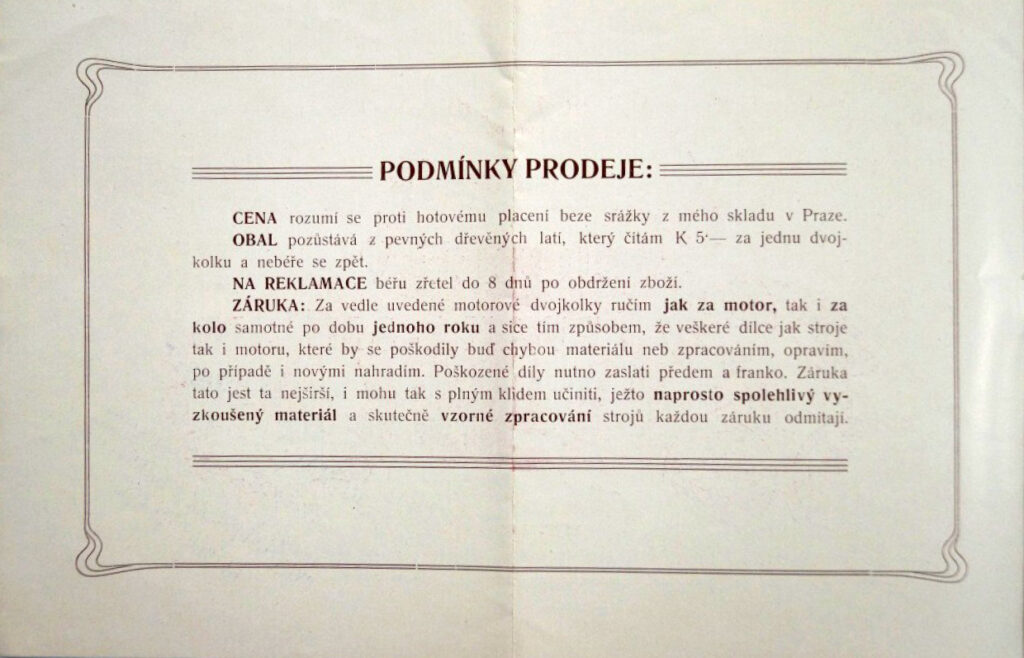 PODMÍNKY PRODEJE:
CENA rozumí se proti hotovému placení beze srážky z mého skladu v Praze.
OBAL pozůstává z pevných dřevěných latí, který čítám K 5·— za jednu dvoj-
kolku a nebéře se zpět.
NA REKLAMACE béřu zřetel do 8 dnů po obdržení zboží.
ZÁRUKA: Za vedle uvedené motorové dvojkolky ručím jak za motor, tak i za
kolo samotné po dobu jednoho roku a sice tím způsobem, že veškeré dílce jak stroje
tak i motoru, které by se poškodily buď chybou materiálu neb zpracováním, opravím,
po případě i novými nahradím. Poškozené díly nutno zaslati předem a franko. Záruka
tato jest ta nejširší, i mohu tak s plným klidem učiniti, ježto naprosto spolehlivý vy-
zkoušený materiál a skutečně vzorné zpracování strojů každou záruku odmítají.